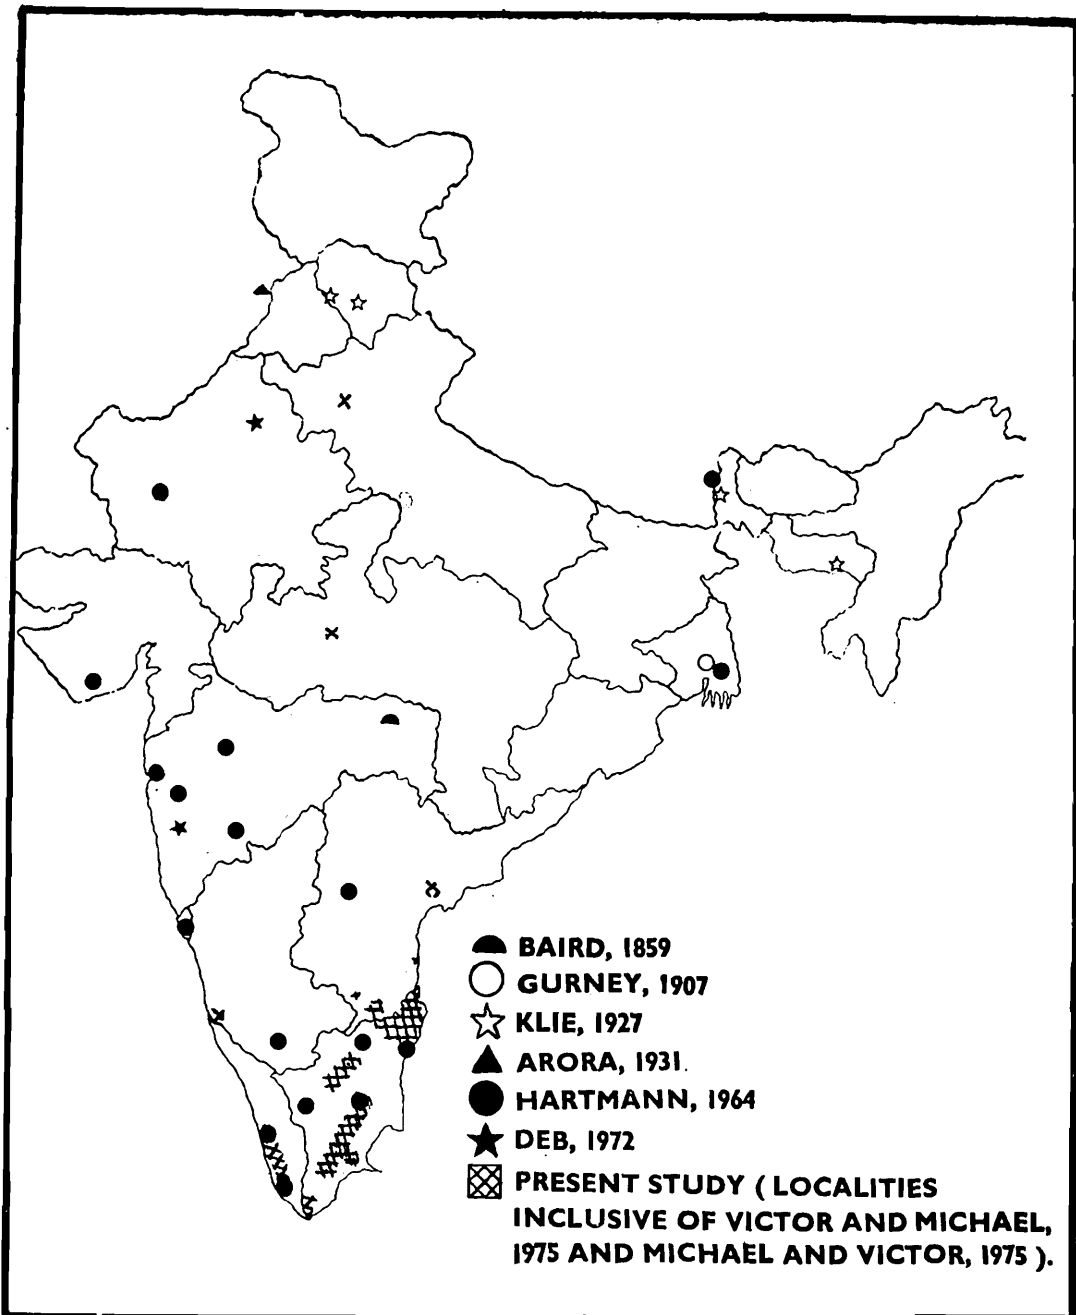 BAIRD, 1859
GURNEY, 1907
KLIE, 1927
ARORA, 1931.
HARTMANN, 1964
DEB, 1972
PRESENT STUDY ( LOCALITIES
INCLUSIVE OF VICTOR AND MICHAEL,
1975 AND MICHAEL AND VICTOR, 1975 ).